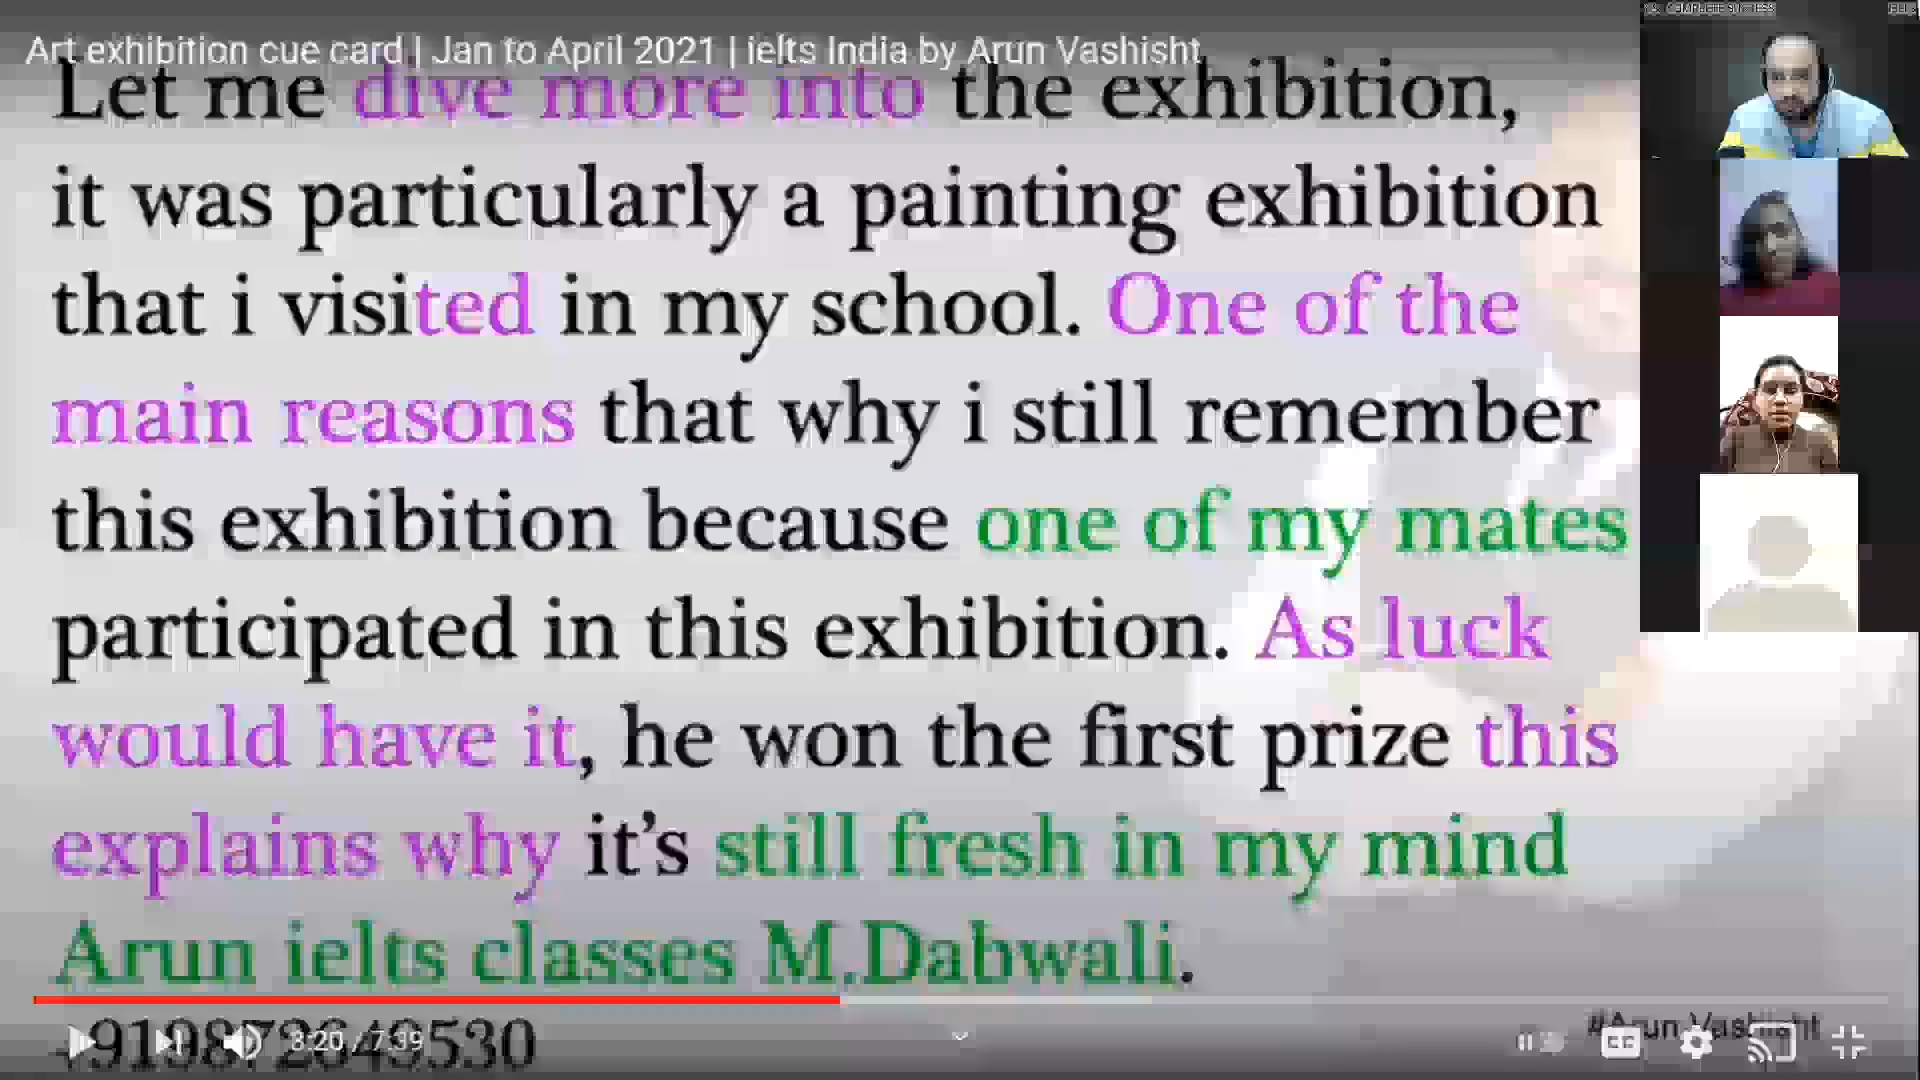 Art exhibition cue card | Jan to April 2021 | ielts India by Arun Vashisht
Let me dive more into the exhibition,
it was particularly a painting exhibition
that i visited in my school. One of the
main reasons that why i still remember
this exhibition because one of my mates
participated in this exhibition. As luck
would have it, he won the first prize this
explains why it's still fresh in my mind
Arun ielts classes M.Dabwali.
3:20 / 7:39
#Arun Vashisht
CC